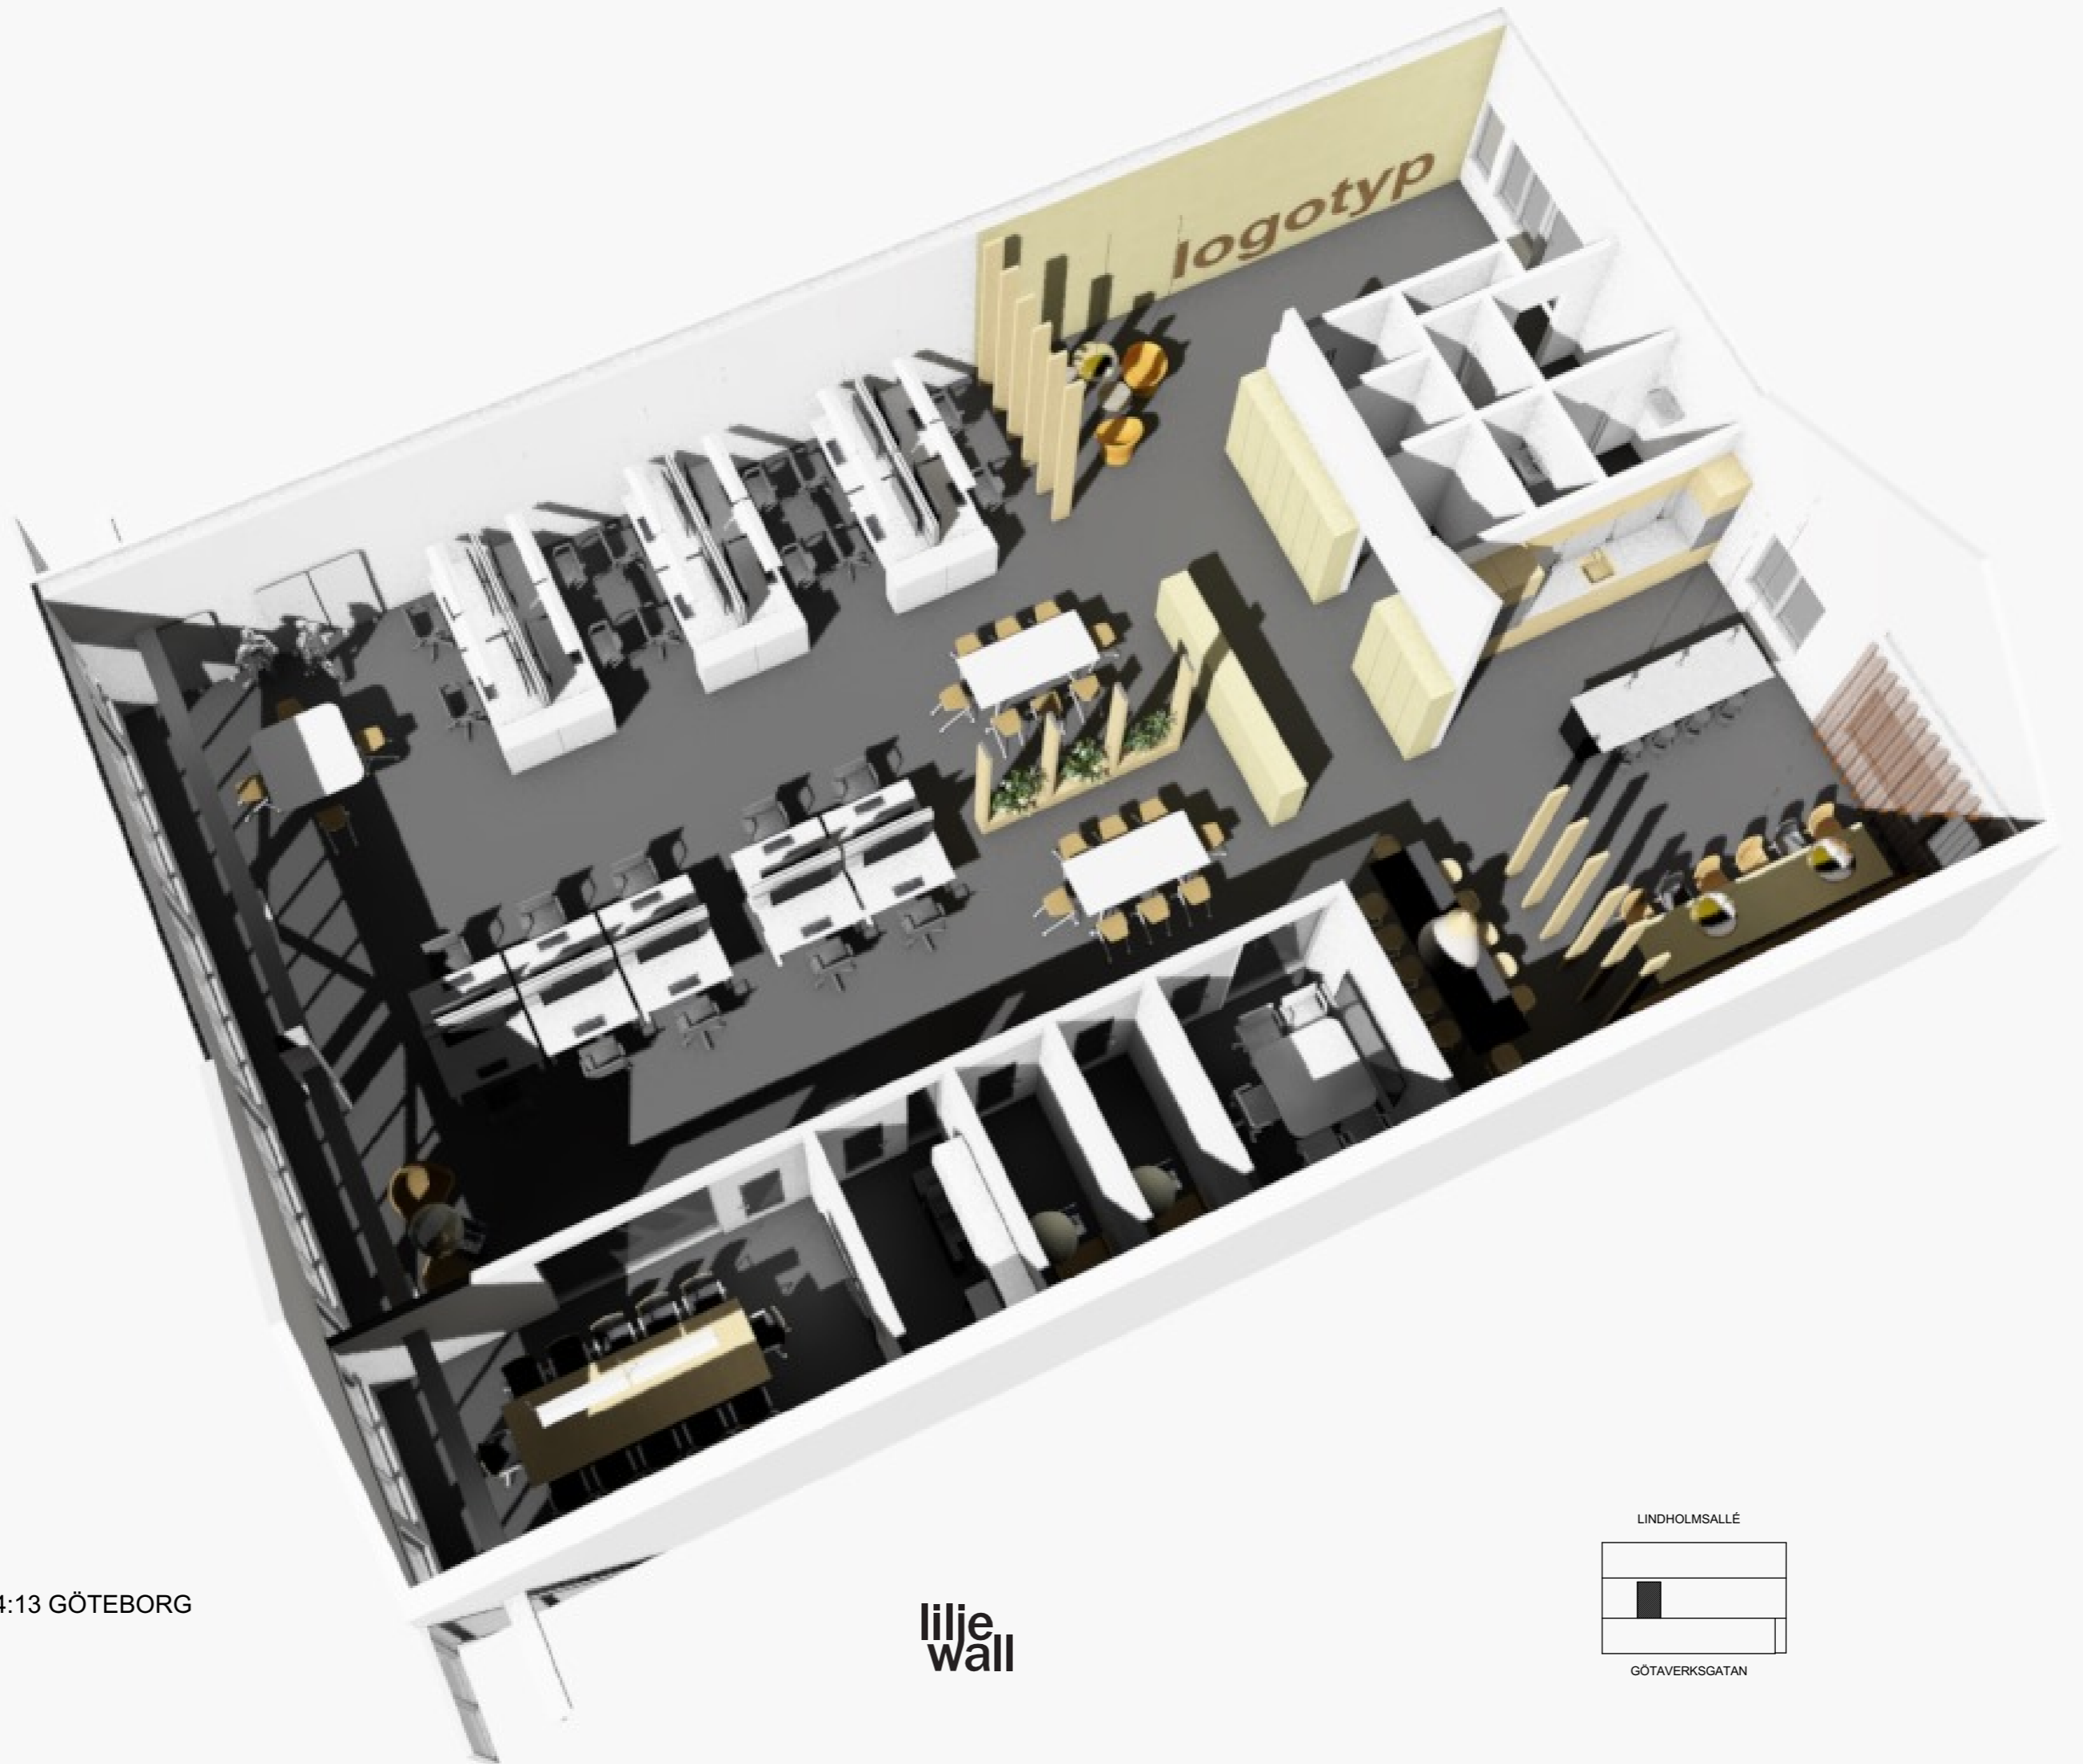 logotyp
LINDHOLMSALLÉ
4:13 GÖTEBORG
lilje
wall
GÖTAVERKSGATAN